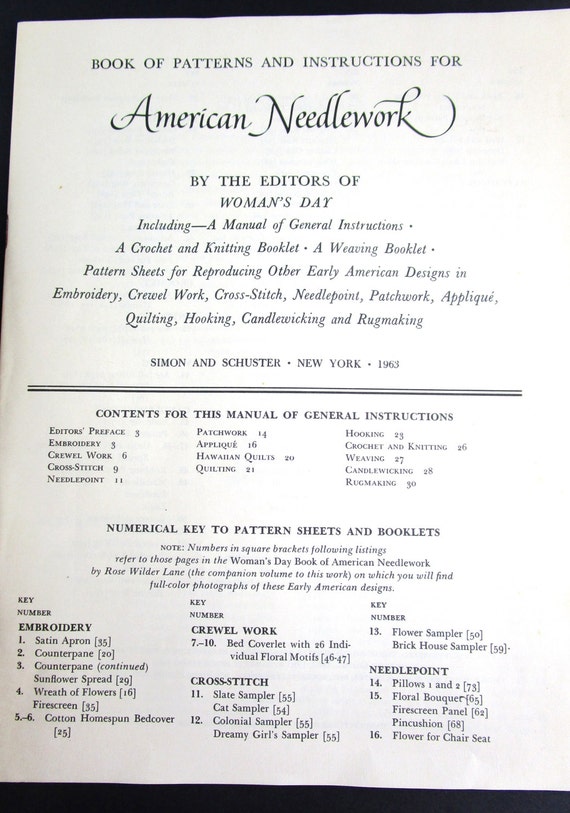 BOOK OF PATTERNS AND INSTRUCTIONS FOR
American Needlework
BY THE EDITORS OF
WOMAN'S DAY
Including—A Manual of General Instructions •
A Crochet and Knitting Booklet • A Weaving Booklet •
Pattern Sheets for Reproducing Other Early American Designs in
Embroidery, Crewel Work, Cross-Stitch, Needlepoint, Patchwork, Appliqué,
Quilting, Hooking, Candlewicking and Rugmaking
SIMON AND SCHUSTER • NEW YORK • 1963
CONTENTS FOR THIS MANUAL OF GENERAL INSTRUCTIONS
EDITORS' PREFACE 3
EMBROIDERY 3
CREWEL WORK 6
CROSS-STITCH 9
NEEDLEPOINT 11
PATCHWORK 14
APPLIQUÉ 16
HAWAIIAN QUILTS 20
QUILTING 21
HOOKING 23
CROCHET AND KNITTING 26
WEAVING 27
CANDLEWICKING 28
RUGMAKING 30
NUMERICAL KEY TO PATTERN SHEETS AND BOOKLETS
NOTE: Numbers in square brackets following listings
refer to those pages in the Woman's Day Book of American Needlework
by Rose Wilder Lane (the companion volume to this work) on which you will find
full-color photographs of these Early American designs.
KEY
NUMBER
EMBROIDERY
1. Satin Apron [35]
2. Counterpane [20]
3. Counterpane (continued)
Sunflower Spread [29]
4. Wreath of Flowers [16]
Firescreen [35]
5.-6. Cotton Homespun Bedcover
[25]
KEY
NUMBER
CREWEL WORK
7.-10. Bed Coverlet with 26 Indi-
vidual Floral Motifs [46-47]
CROSS-STITCH
11. Slate Sampler [55]
Cat Sampler [54]
12. Colonial Sampler [55]
Dreamy Girl's Sampler [55]
KEY
NUMBER
13. Flower Sampler [50]
Brick House Sampler [59]
NEEDLEPOINT
14. Pillows 1 and 2 [73]
15. Floral Bouquet [65]
Firescreen Panel [62]
Pincushion [68]
16. Flower for Chair Seat